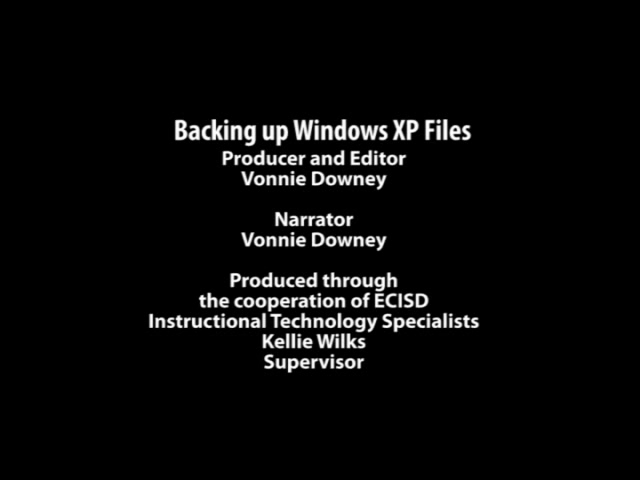 Backing up Windows XP Files
Producer and Editor
Vonnie Downey
Narrator
Vonnie Downey
Produced through
the cooperation of ECISD
Instructional Technology Specialists
Kellie Wilks
Supervisor